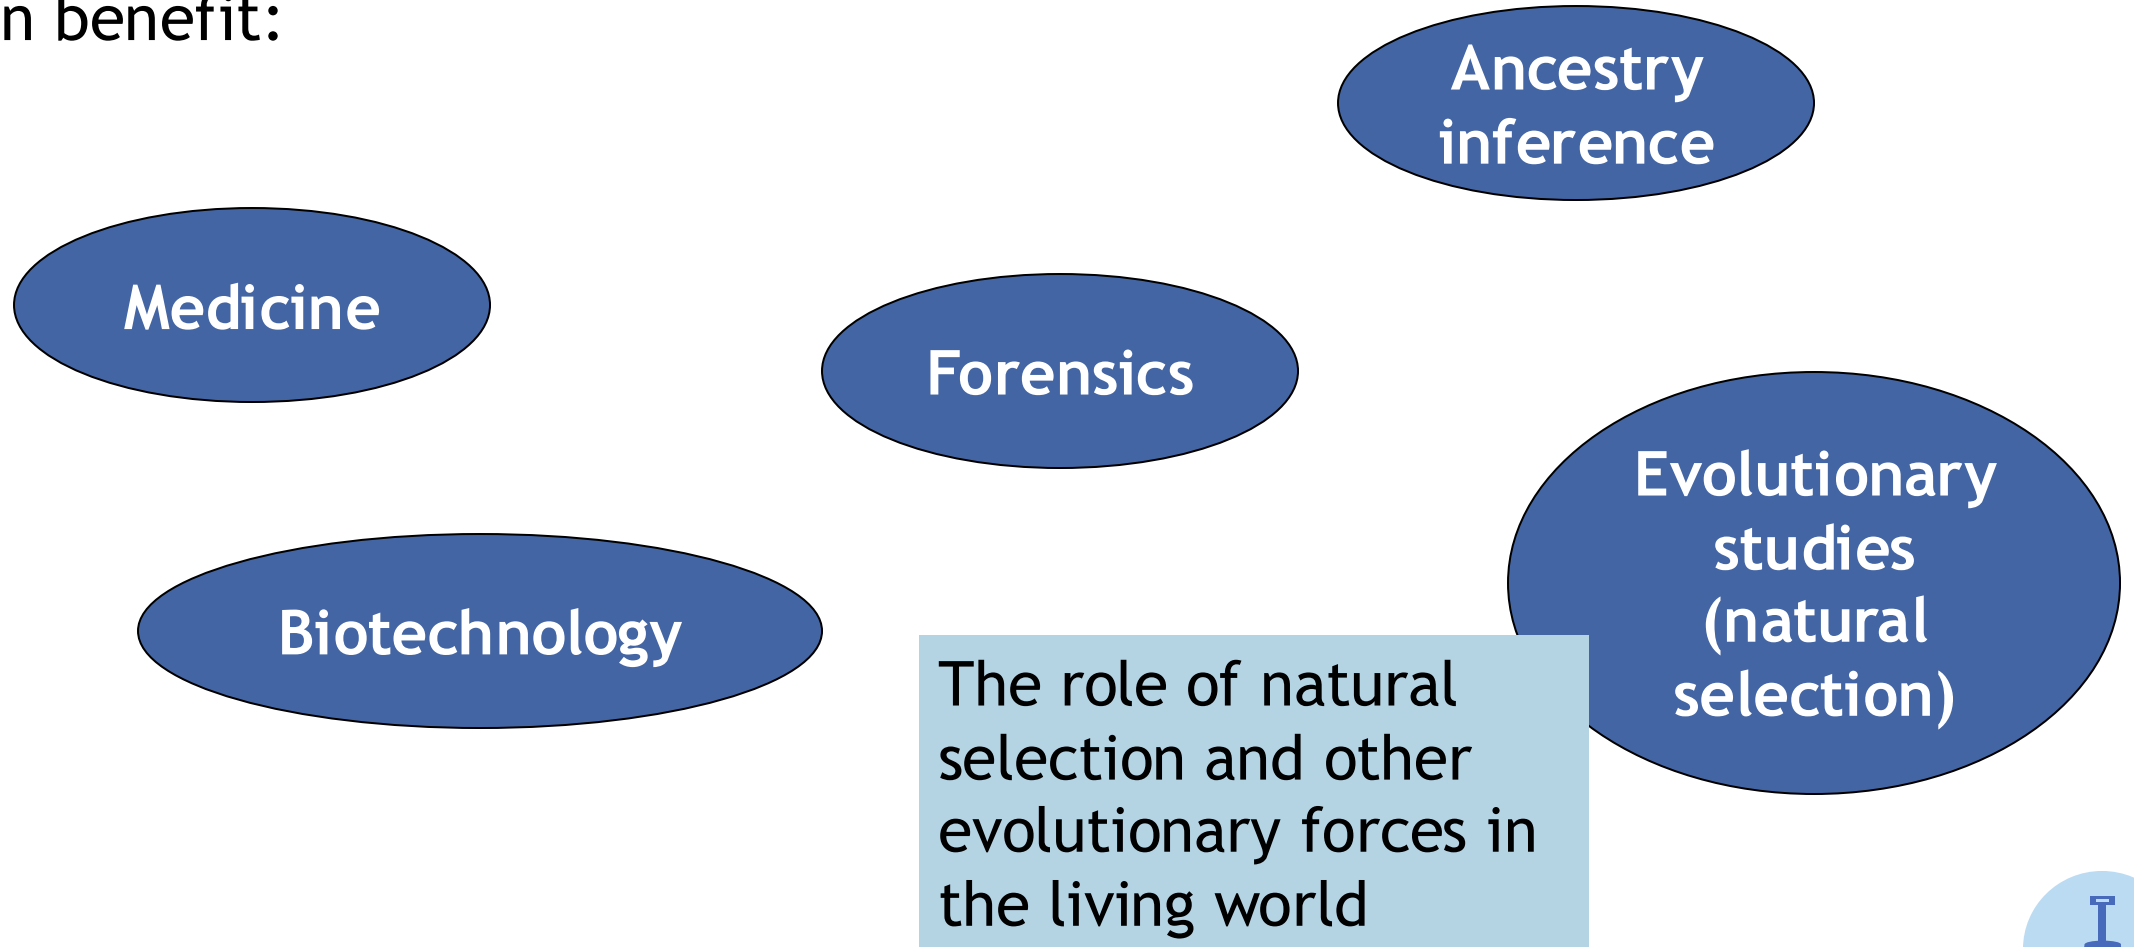 n benefit:
Ancestry
inference
Medicine
Forensics
Evolutionary
studies
(natural
selection)
Biotechnology
The role of natural
selection and other
evolutionary forces in
the living world